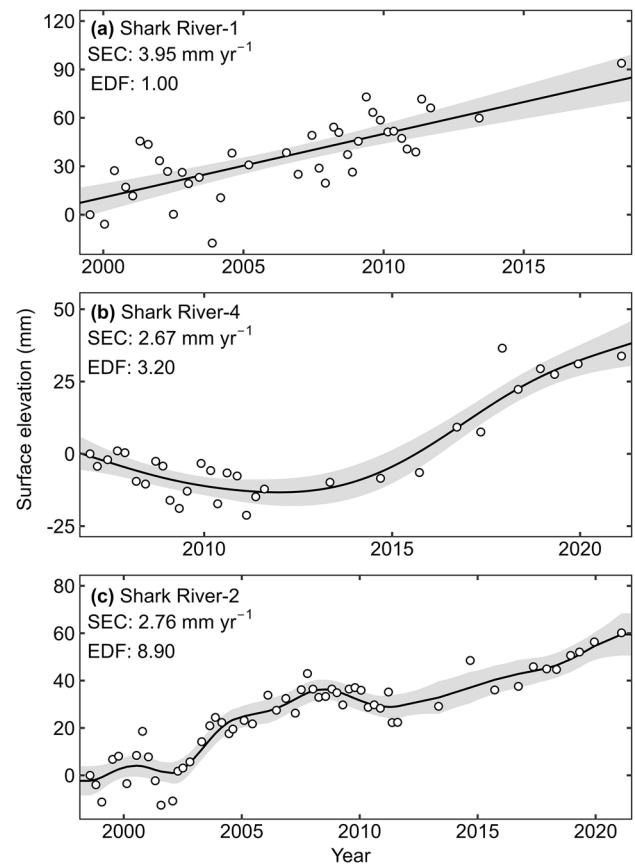 (a) Shark River-1
SEC: 3.95 mm yr⁻¹
EDF: 1.00
120
90
60
30
0
2000 2005 2010 2015
(b) Shark River-4
SEC: 2.67 mm yr⁻¹
EDF: 3.20
50
25
0
-25
2010 2015 2020
Surface elevation (mm)
(c) Shark River-2
SEC: 2.76 mm yr⁻¹
EDF: 8.90
80
60
40
20
0
2000 2005 2010 2015 2020
Year